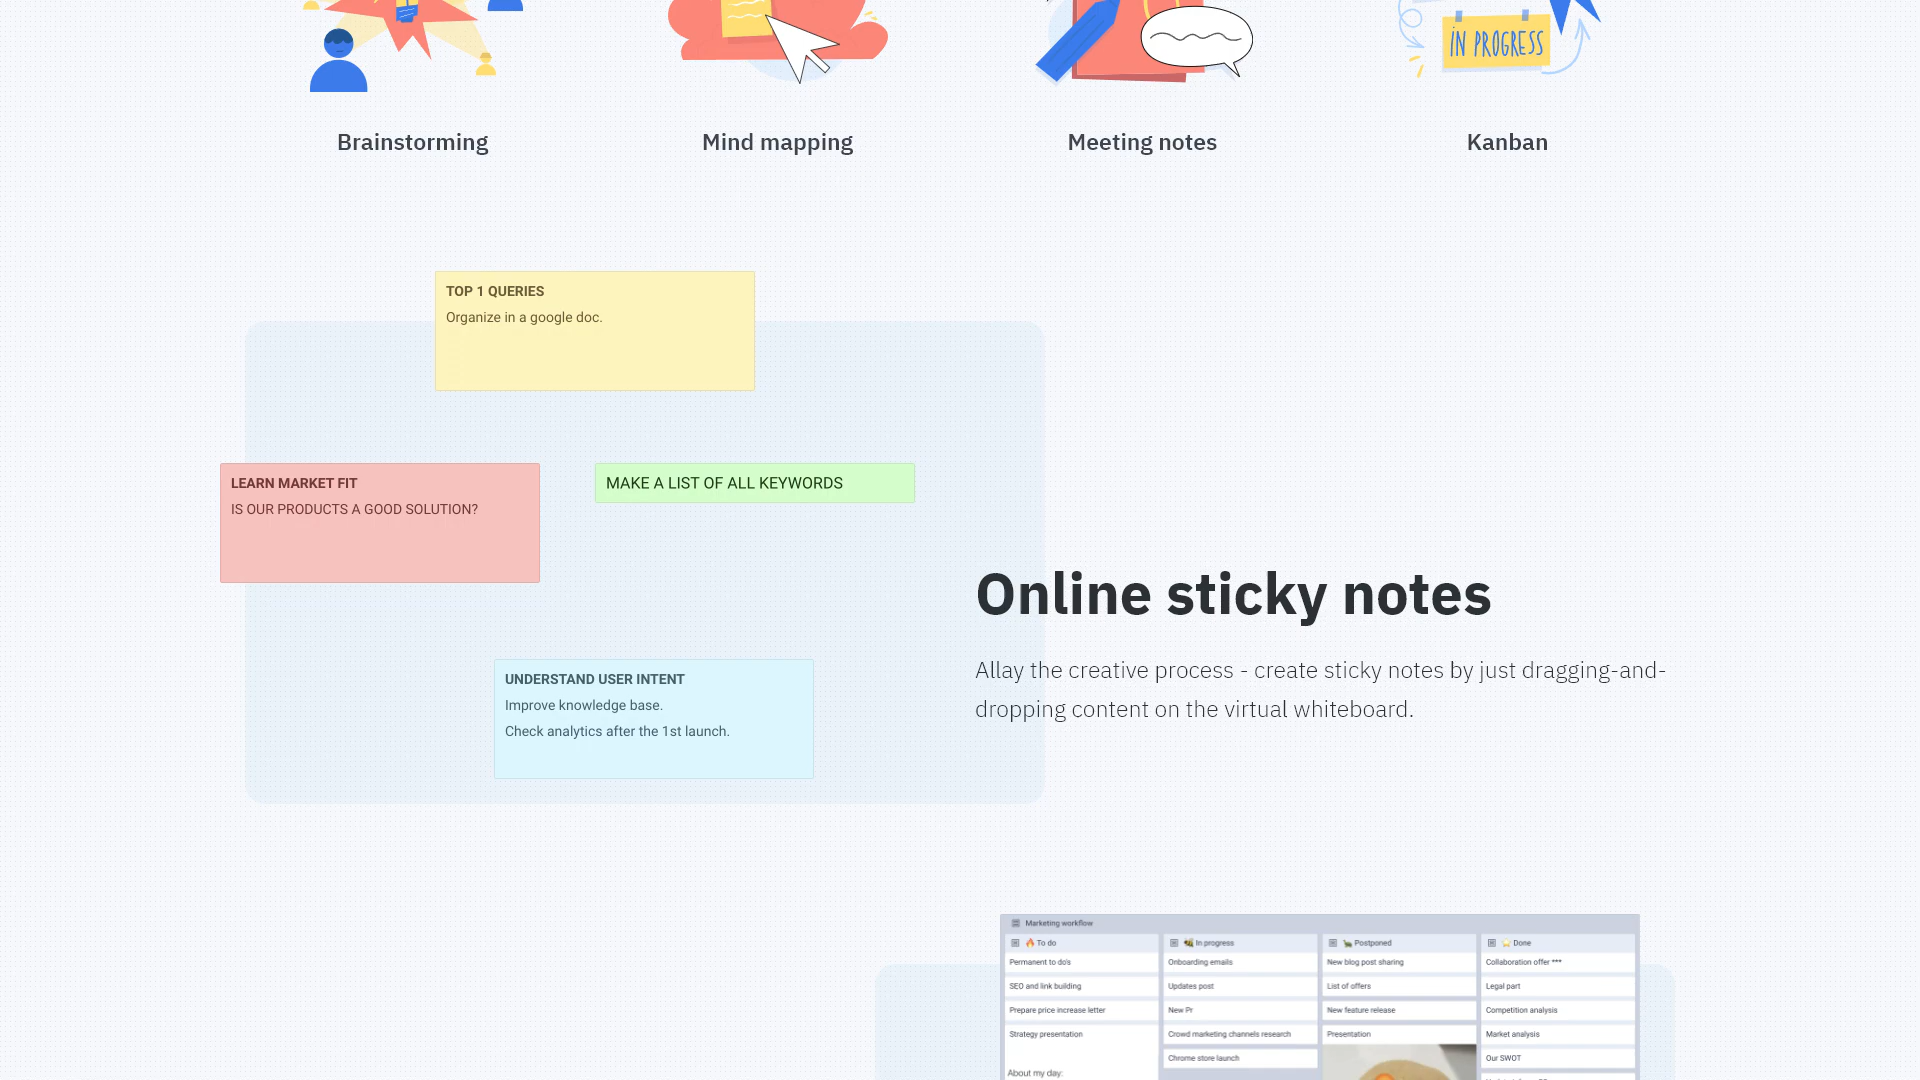 IN PROGRESS
Brainstorming
Mind mapping
Meeting notes
Kanban
TOP 1 QUERIES
Organize in a google doc.
LEARN MARKET FIT
IS OUR PRODUCTS A GOOD SOLUTION?
MAKE A LIST OF ALL KEYWORDS
UNDERSTAND USER INTENT
Improve knowledge base.
Check analytics after the 1st launch.
Online sticky notes
Allay the creative process - create sticky notes by just dragging-and-
dropping content on the virtual whiteboard.
Marketing workflow
To do
Permanent to do's
SEO and link building
Prepare price increase letter
Strategy presentation
About my day:
In progress
Onboarding emails
Updates post
New Pr
Crowd marketing channels research
Chrome store launch
Postponed
New blog post sharing
List of offers
New feature release
Presentation
Done
Collaboration offer ***
Legal part
Competition analysis
Market analysis
Our SWOT